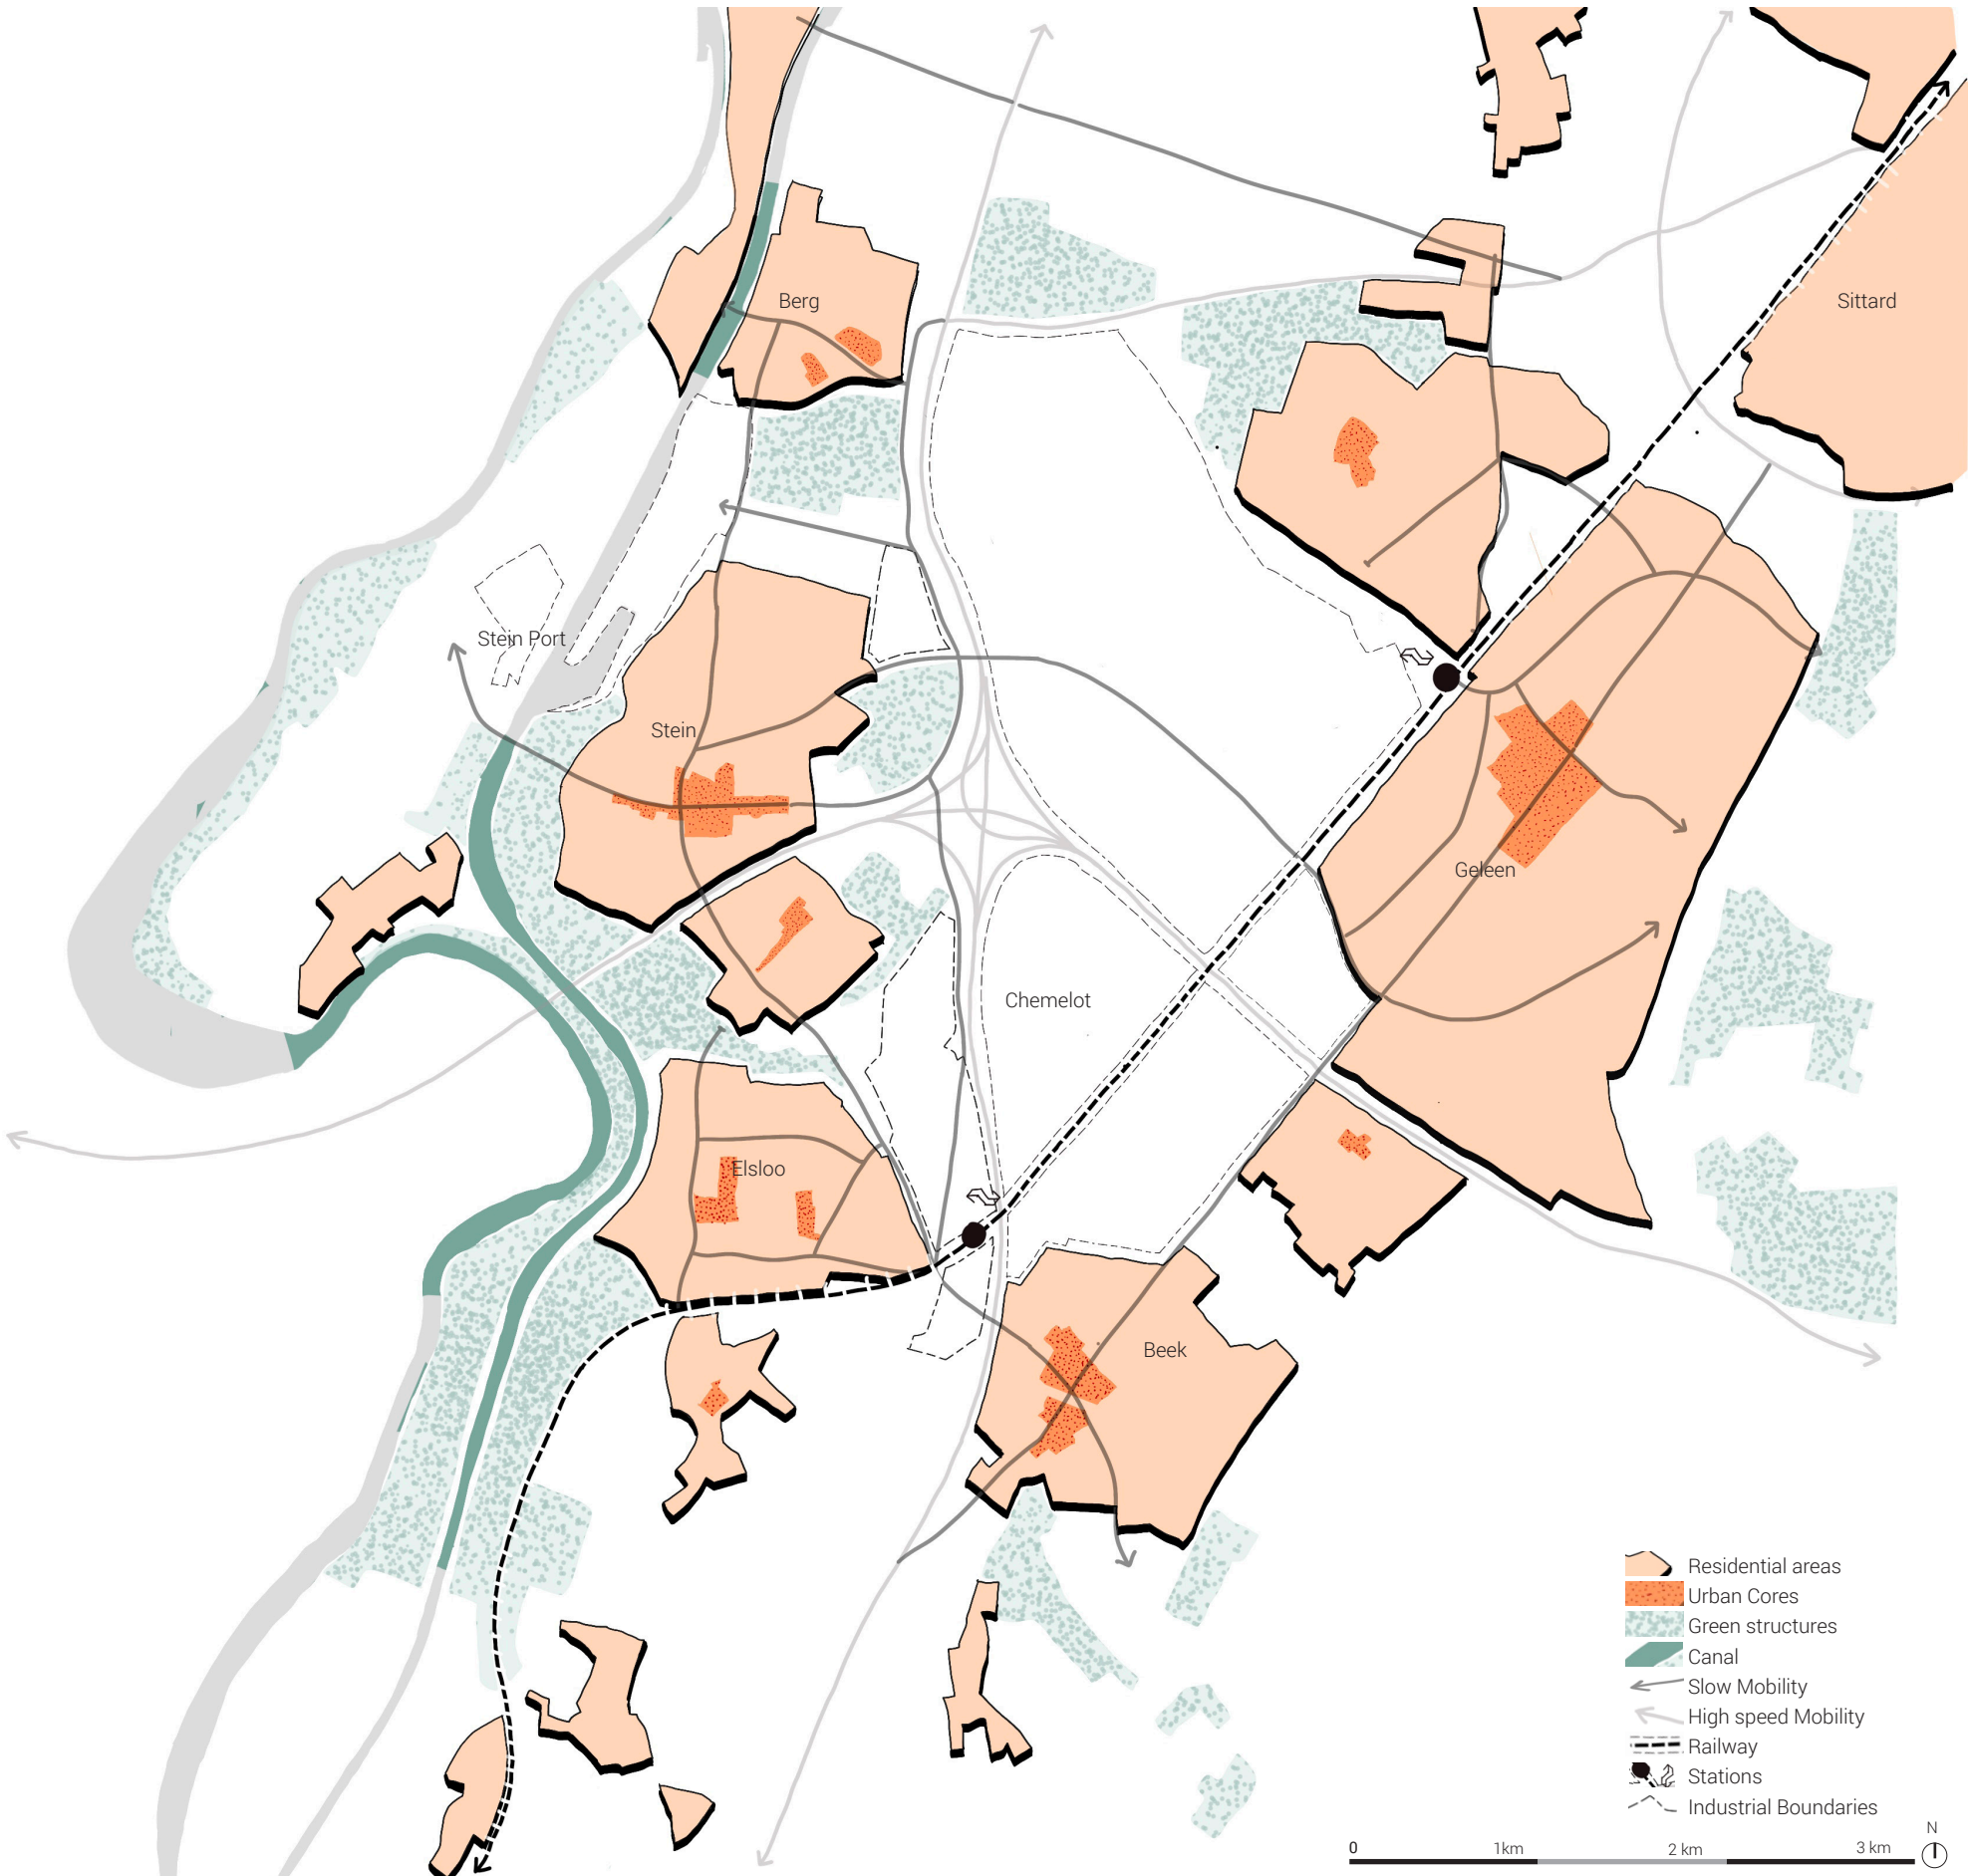 Berg
Sittard
Stein Port
Stein
Geleen
Chemelot
Elsloo
Beek
Residential areas
Urban Cores
Green structures
Canal
Slow Mobility
High speed Mobility
Railway
Stations
Industrial Boundaries
N
0 1km 2 km 3 km